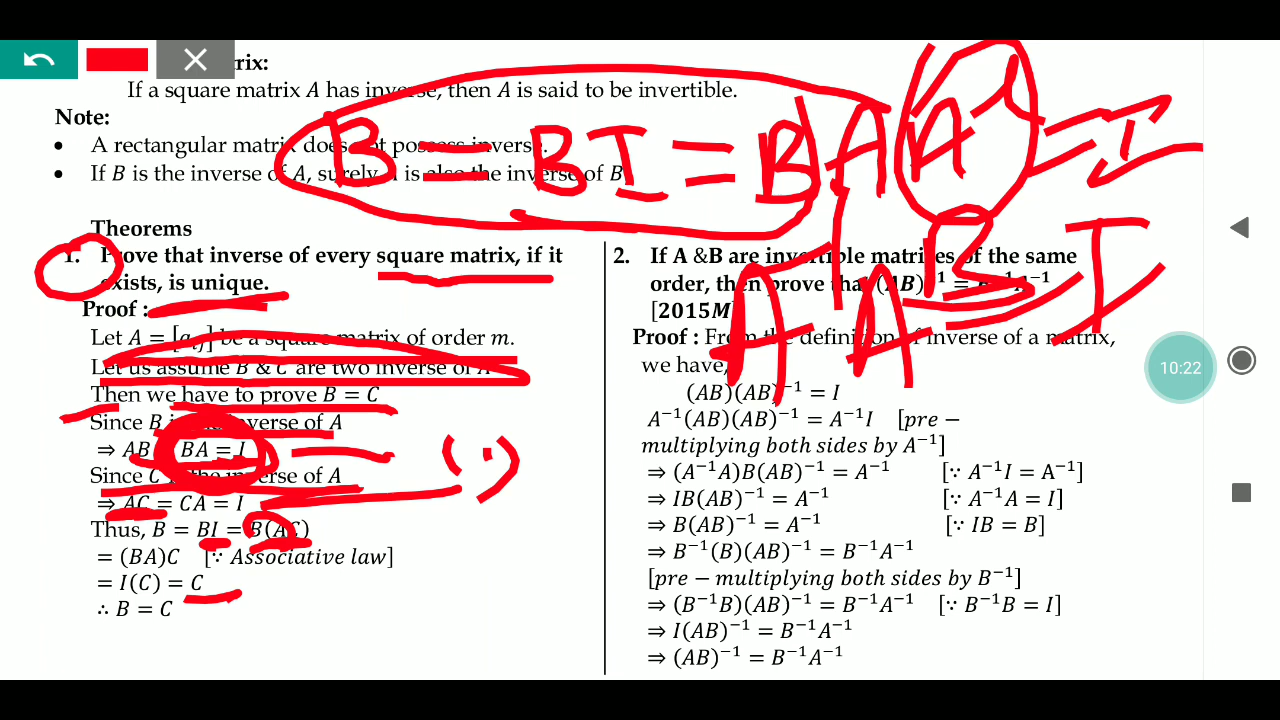 rix:
If a square matrix A has inverse, then A is said to be invertible.
Note:
• A rectangular matrix does not possess inverse.
• If B is the inverse of A, surely A is also the inverse of B
B = BI = B A A⁻¹ = I
A A B = I
Theorems
1. Prove that inverse of every square matrix, if it
exists, is unique.
Proof :
Let A = [aᵢⱼ] be a square matrix of order m.
Let us assume B & C are two inverse of A
Then we have to prove B = C
Since B is the inverse of A
⇒ AB = BA = I
(1)
Since C is the inverse of A
⇒ AC = CA = I
Thus, B = BI = B(AC)
= (BA)C [∵ Associative law]
= I(C) = C
∴ B = C
2. If A &B are invertible matrices of the same
order, then prove that (AB)⁻¹ = B⁻¹A⁻¹
[2015M
Proof : From the definition of inverse of a matrix,
we have,
(AB)(AB)⁻¹ = I
A⁻¹(AB)(AB)⁻¹ = A⁻¹I [pre −
multiplying both sides by A⁻¹]
⇒ (A⁻¹A)B(AB)⁻¹ = A⁻¹ [∵ A⁻¹I = A⁻¹]
⇒ IB(AB)⁻¹ = A⁻¹ [∵ A⁻¹A = I]
⇒ B(AB)⁻¹ = A⁻¹ [∵ IB = B]
⇒ B⁻¹(B)(AB)⁻¹ = B⁻¹A⁻¹
[pre − multiplying both sides by B⁻¹]
⇒ (B⁻¹B)(AB)⁻¹ = B⁻¹A⁻¹ [∵ B⁻¹B = I]
⇒ I(AB)⁻¹ = B⁻¹A⁻¹
⇒ (AB)⁻¹ = B⁻¹A⁻¹
10:22